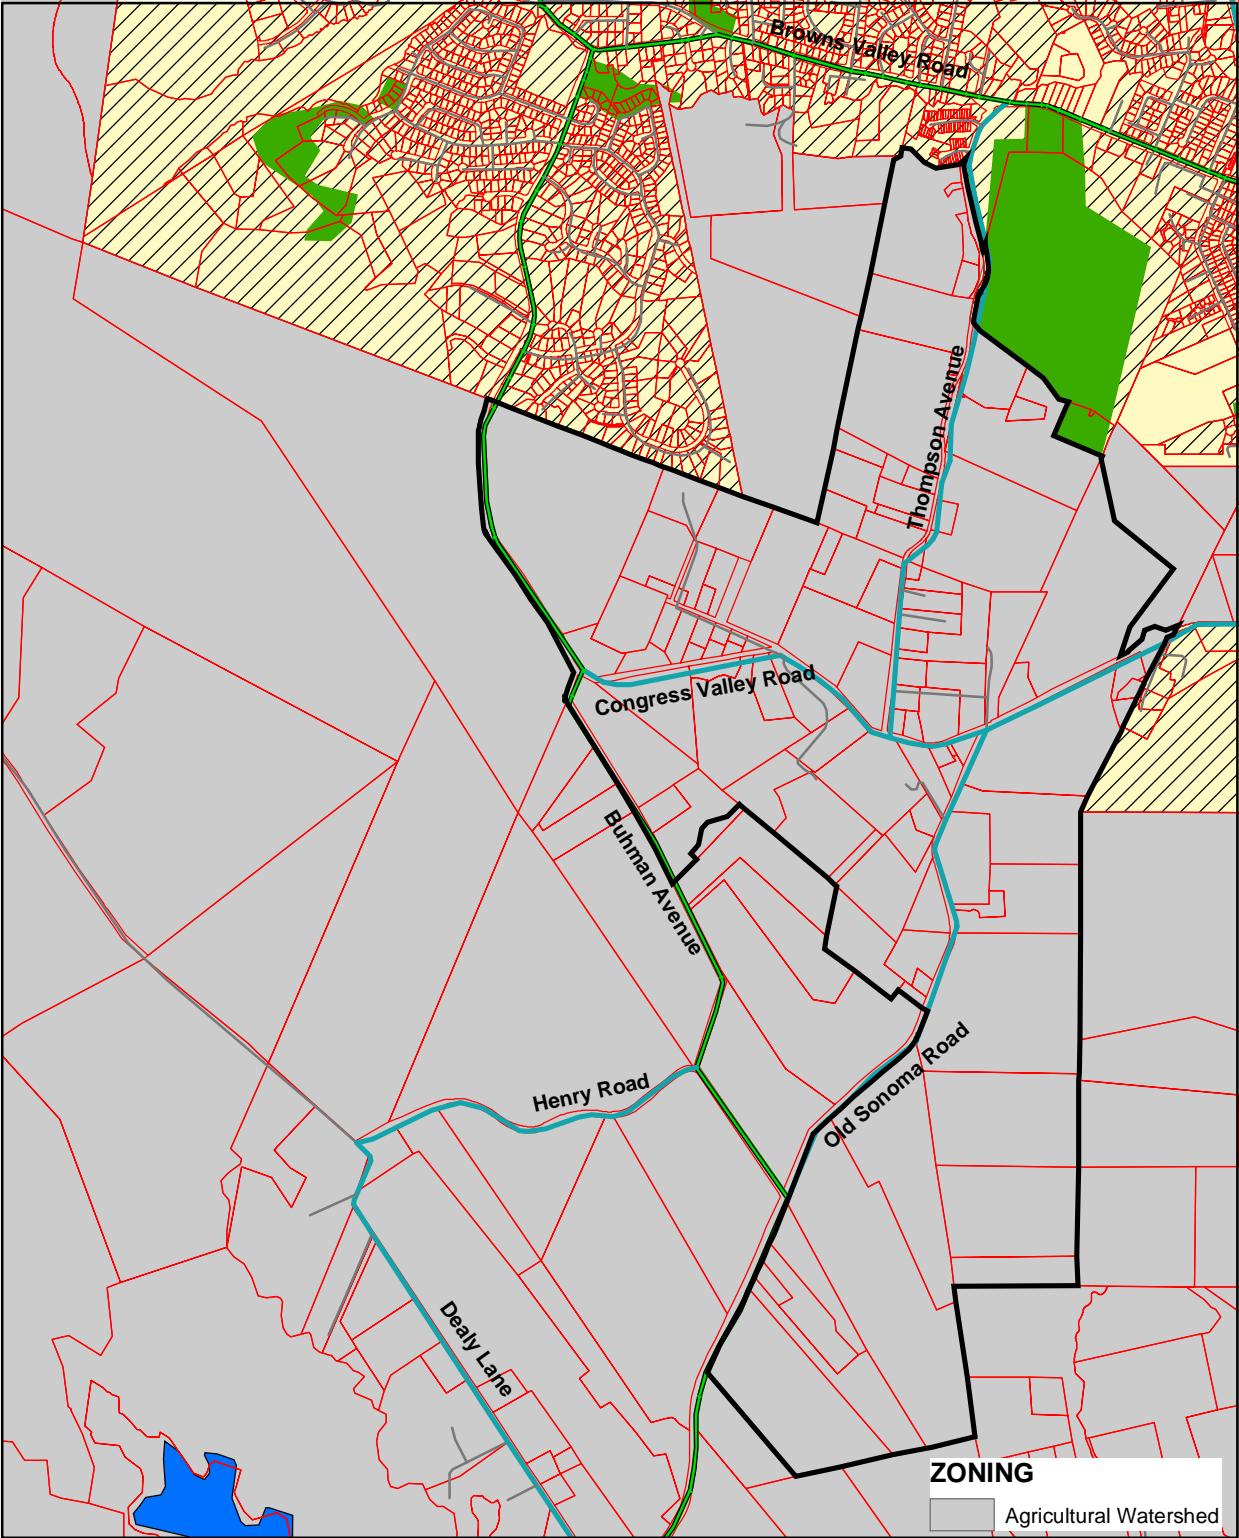 Browns Valley Road
Thompson Avenue
Congress Valley Road
Buhman Avenue
Old Sonoma Road
Henry Road
Dealy Lane
ZONING
Agricultural Watershed